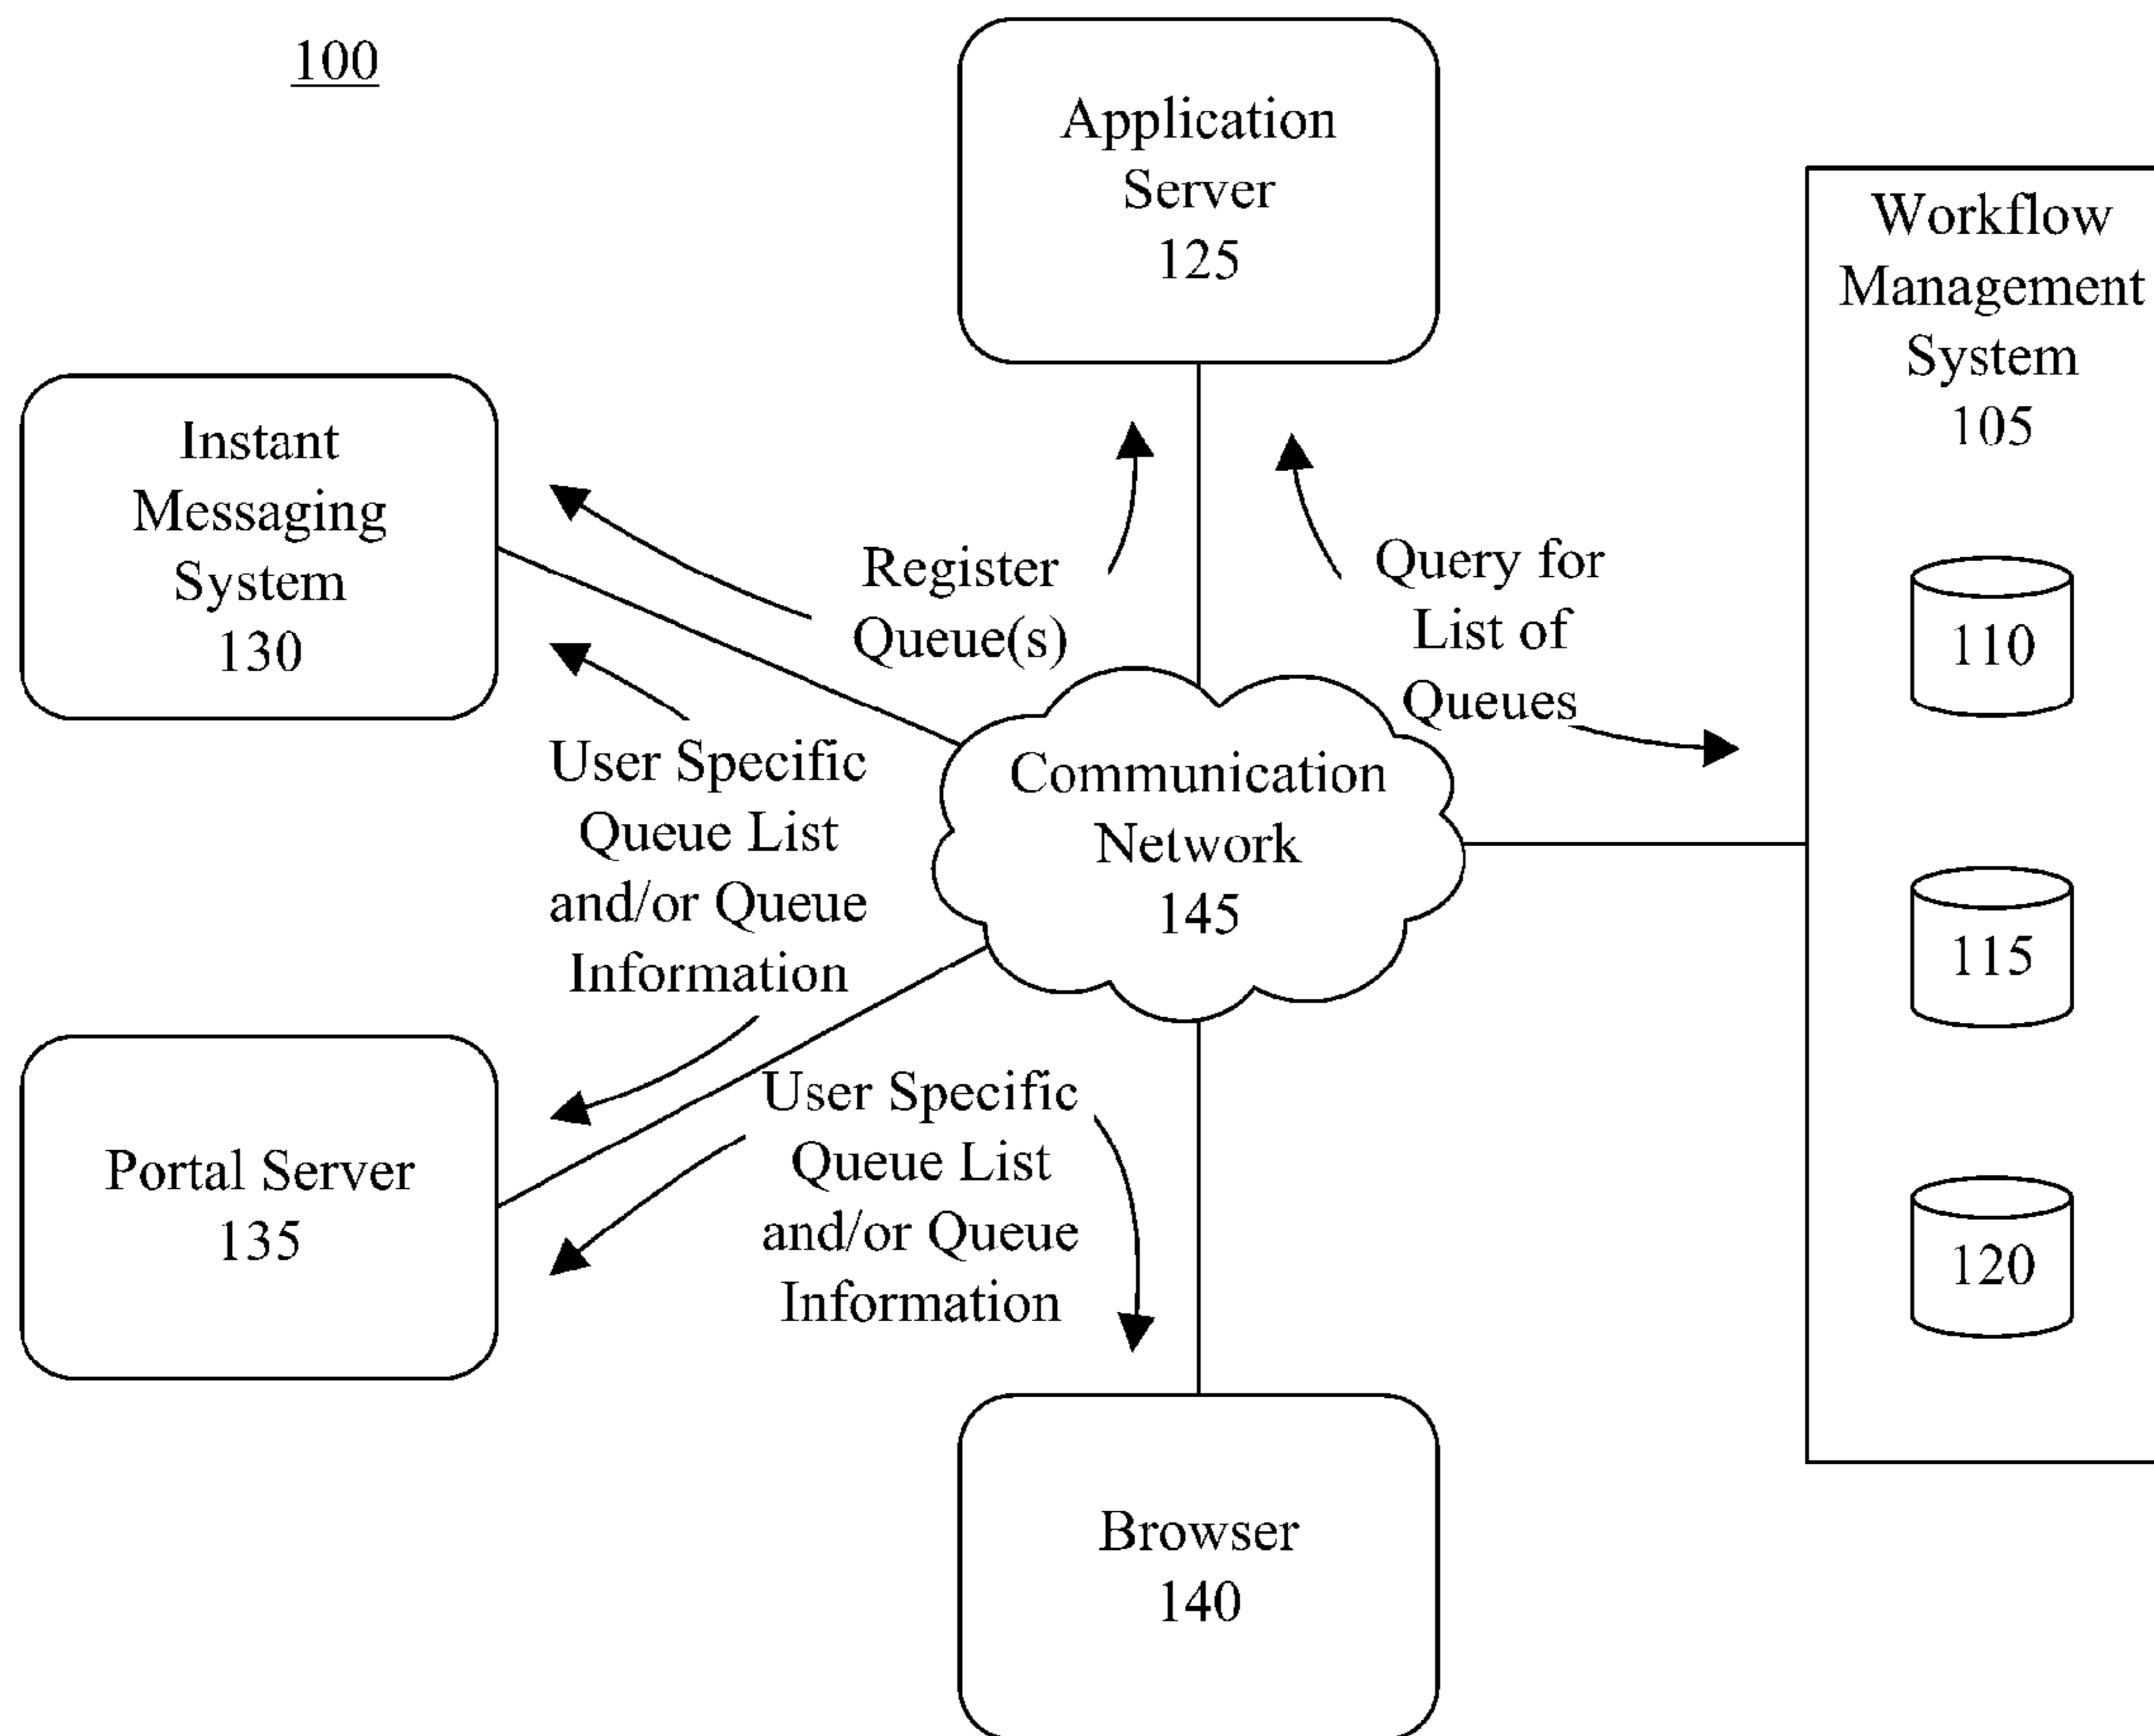 100
Application
Server
125
Workflow
Management
System
105
110
115
120
Instant
Messaging
System
130
Register
Queue(s)
Query for
List of
Queues
User Specific
Queue List
and/or Queue
Information
Communication
Network
145
Portal Server
135
User Specific
Queue List
and/or Queue
Information
Browser
140